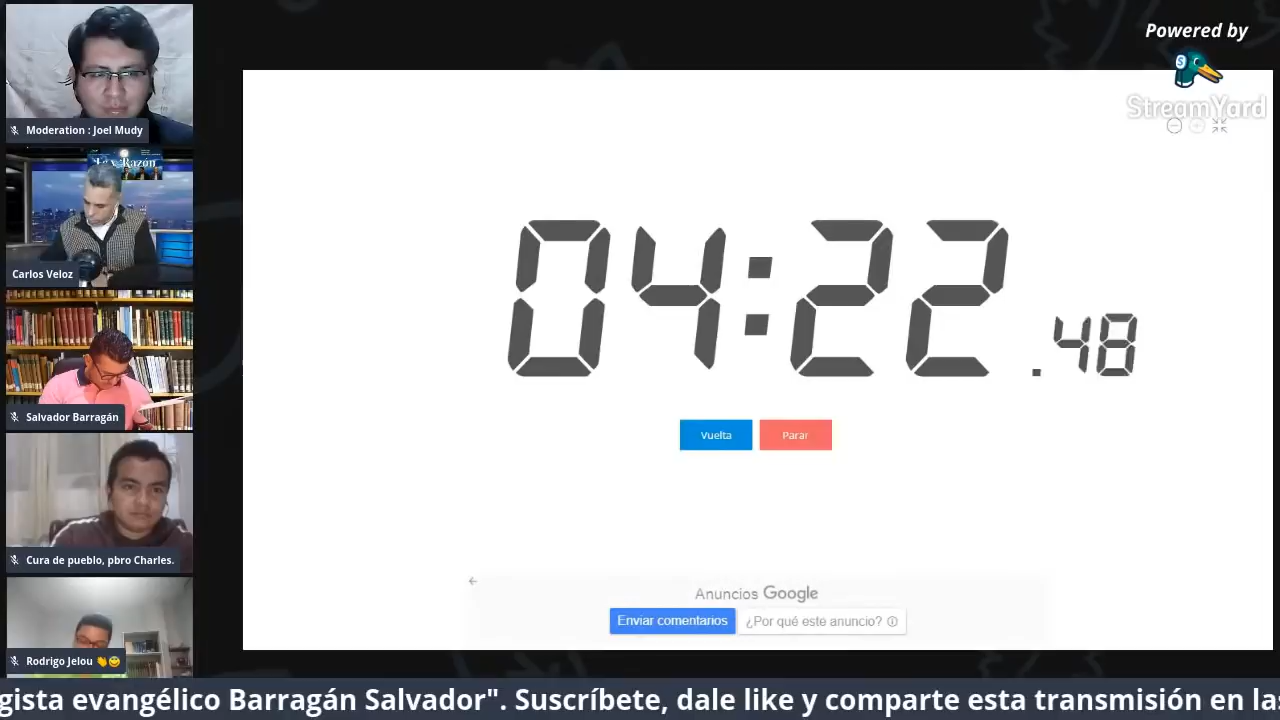 Powered by
StreamYard
Moderation : Joel Mudy
La Razón
Carlos Veloz
Salvador Barragán
Cura de pueblo, pbro Charles.
Rodrigo Jelou 👏😊
04:22.48
Vuelta
Parar
Anuncios Google
Enviar comentarios
¿Por qué este anuncio?
gista evangélico Barragán Salvador". Suscríbete, dale like y comparte esta transmisión en la